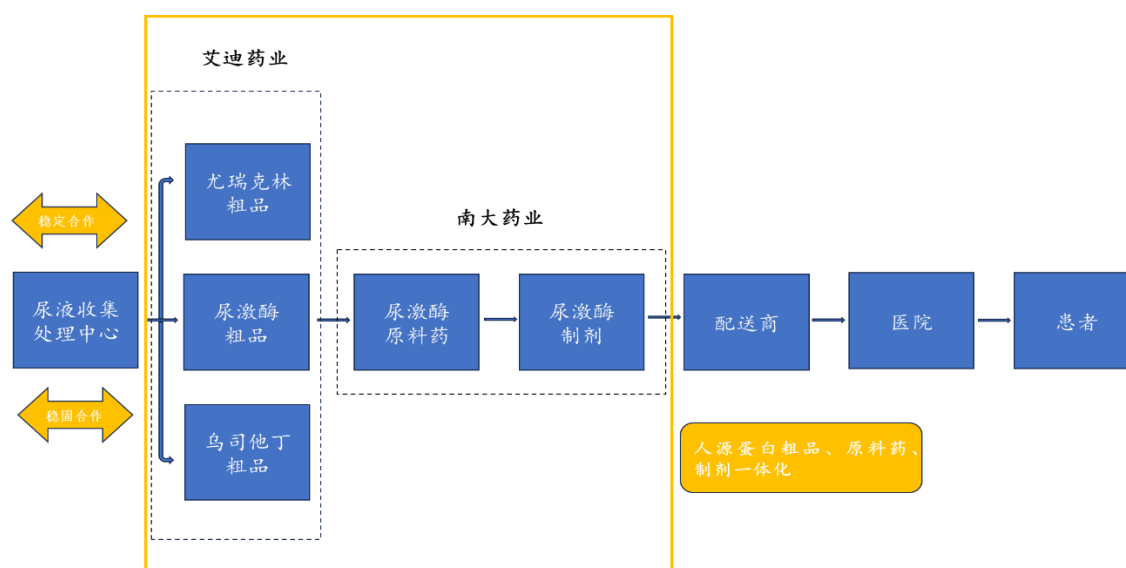 艾迪药业
尤瑞克林
粗品
稳定合作
南大药业
尿液收集
处理中心
尿激酶
粗品
尿激酶
原料药
尿激酶
制剂
配送商
医院
患者
稳固合作
乌司他丁
粗品
人源蛋白粗品、原料药、
制剂一体化